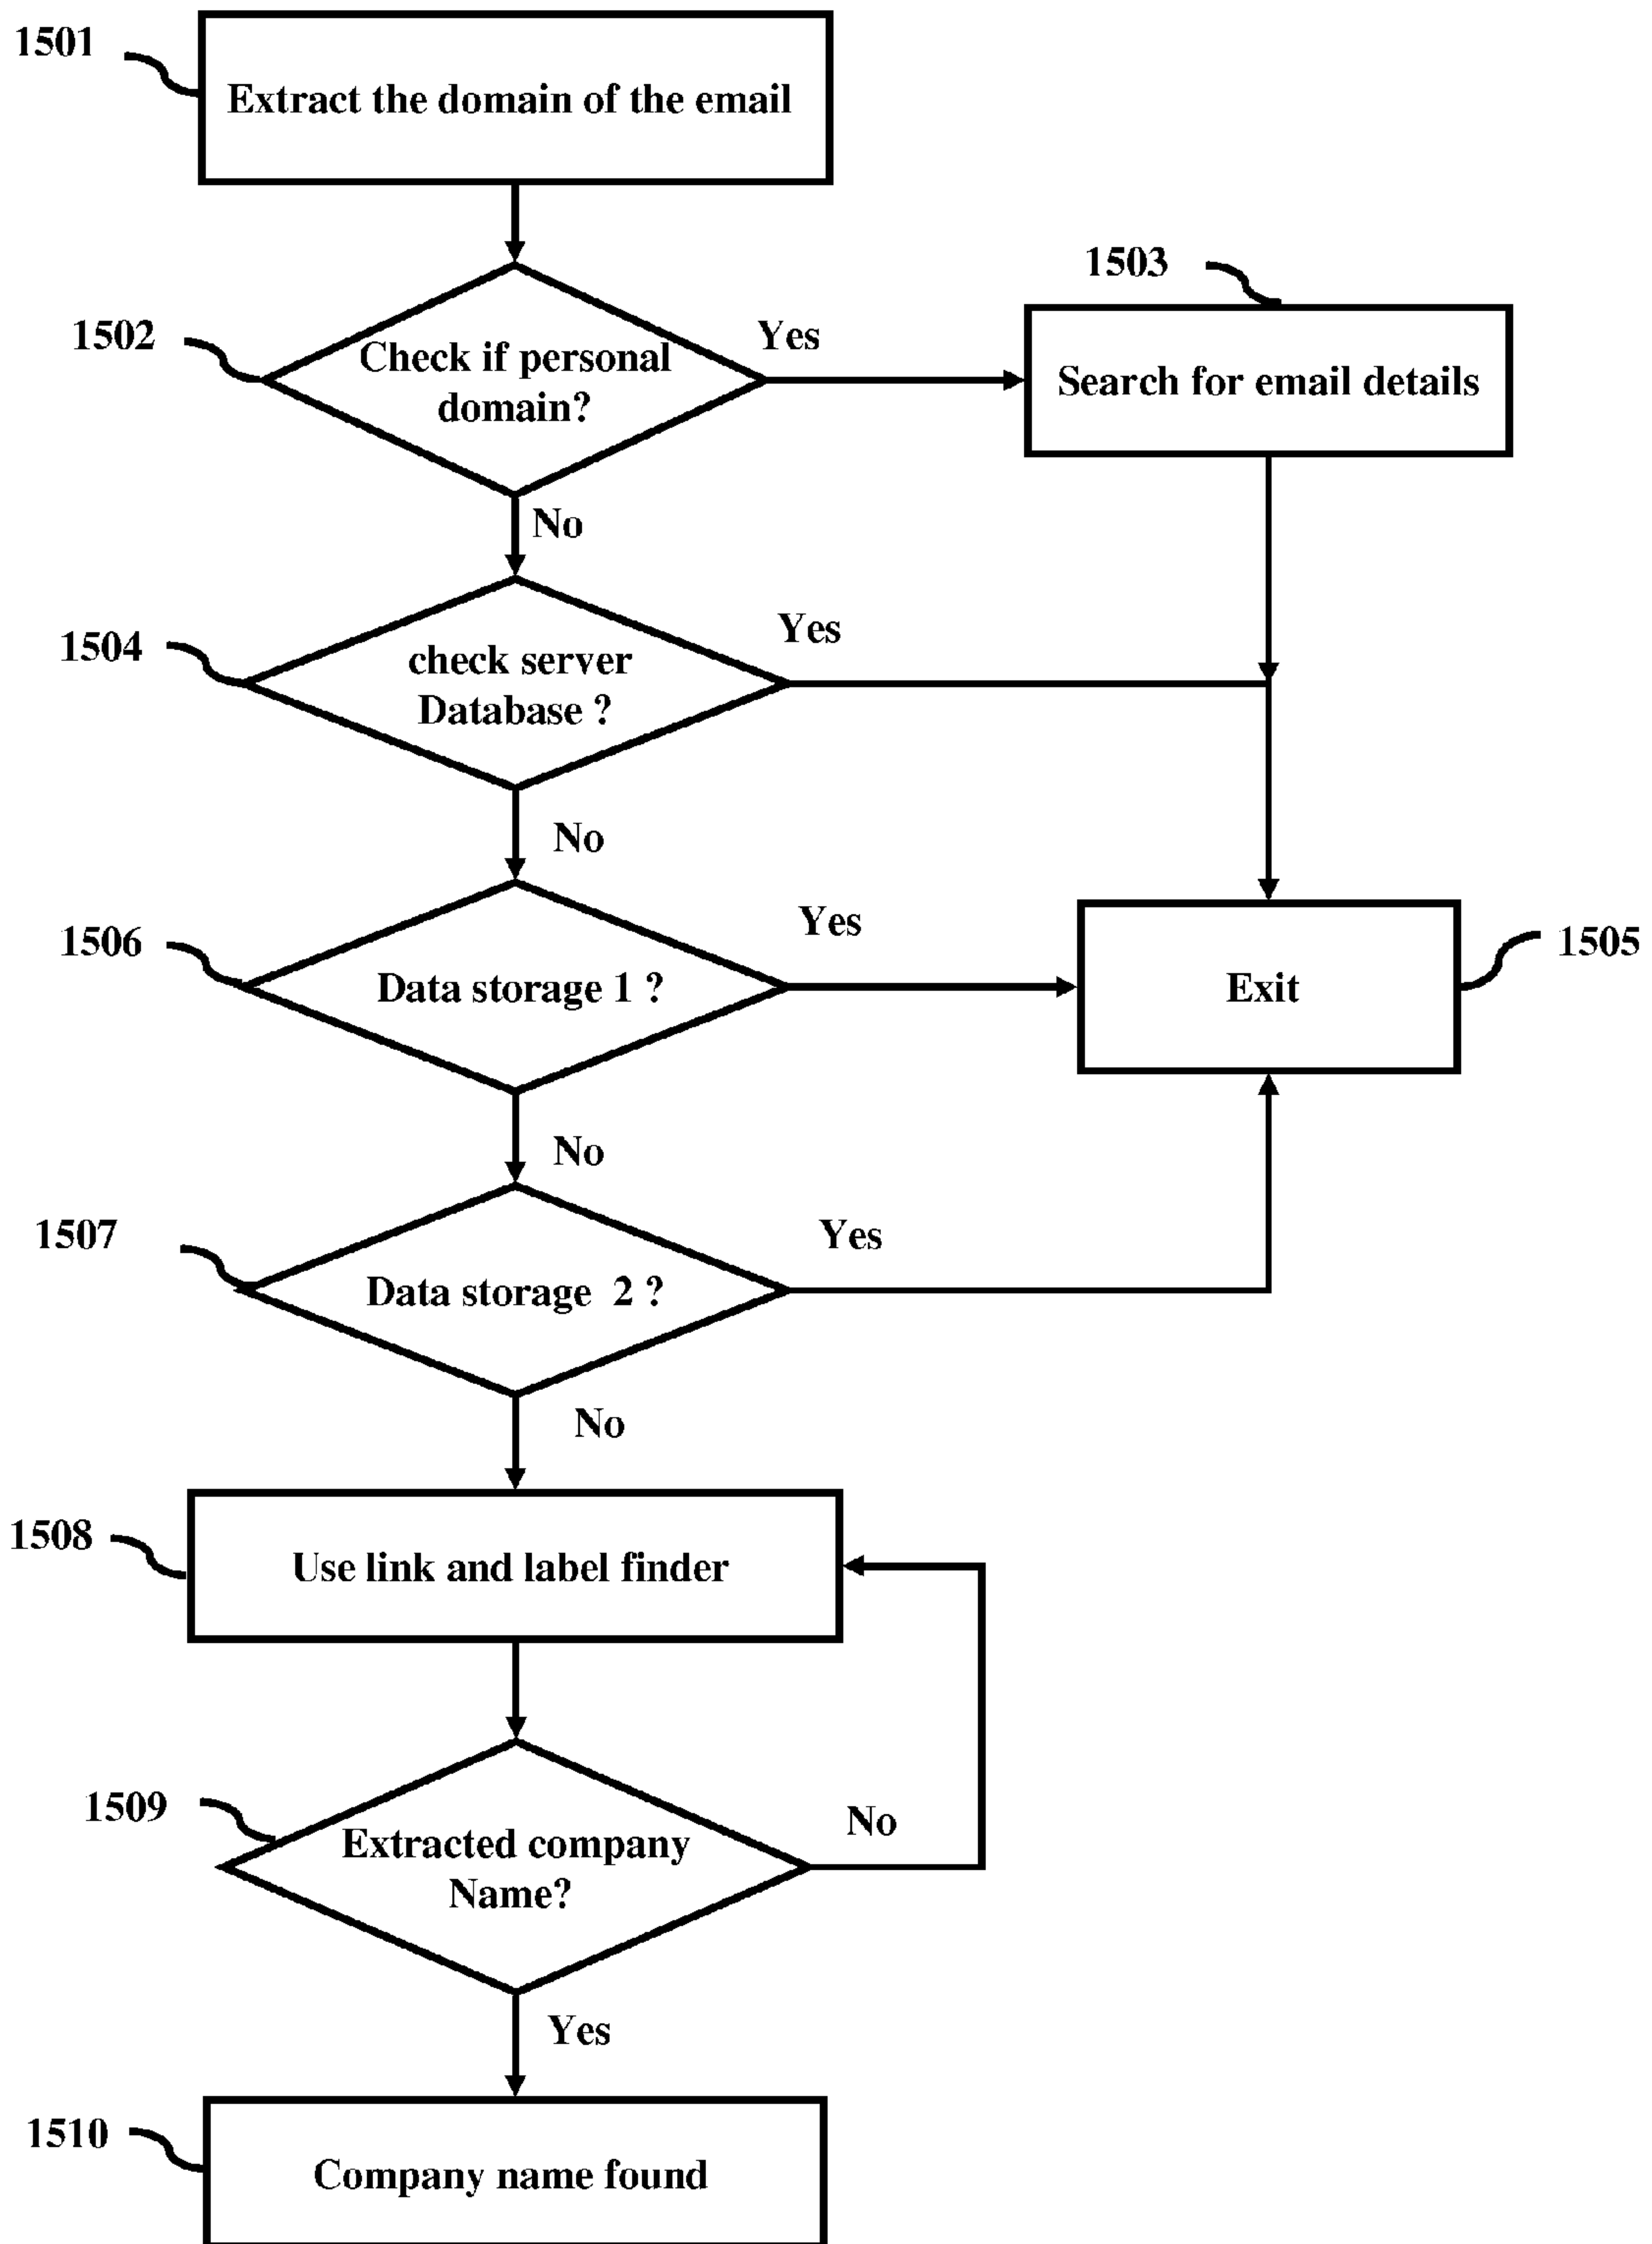 1501
Extract the domain of the email
1503
1502
Check if personal
domain?
Yes
Search for email details
No
1504
check server
Database ?
Yes
No
1506
Data storage 1 ?
Yes
Exit
1505
No
1507
Data storage 2 ?
Yes
No
1508
Use link and label finder
1509
Extracted company
Name?
No
Yes
1510
Company name found